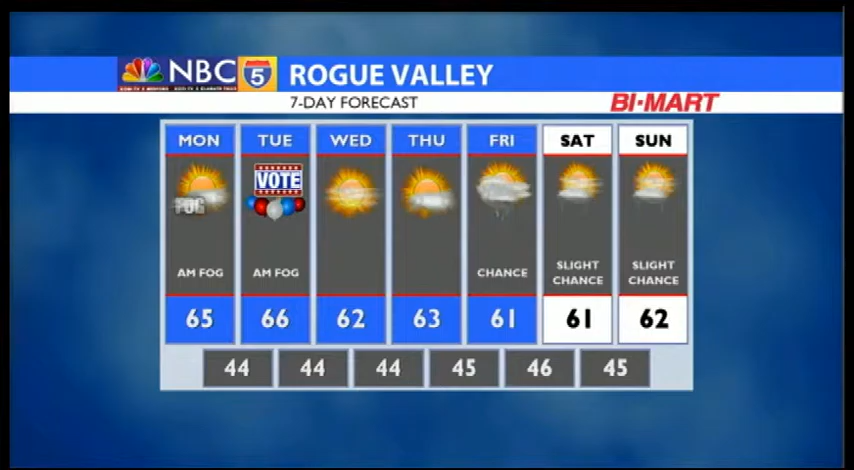 NBC 5 ROGUE VALLEY
7-DAY FORECAST BI-MART
MON TUE WED THU FRI SAT SUN
FOG VOTE
AM FOG AM FOG CHANCE SLIGHT CHANCE SLIGHT CHANCE
65 66 62 63 61 61 62
44 44 44 45 46 45